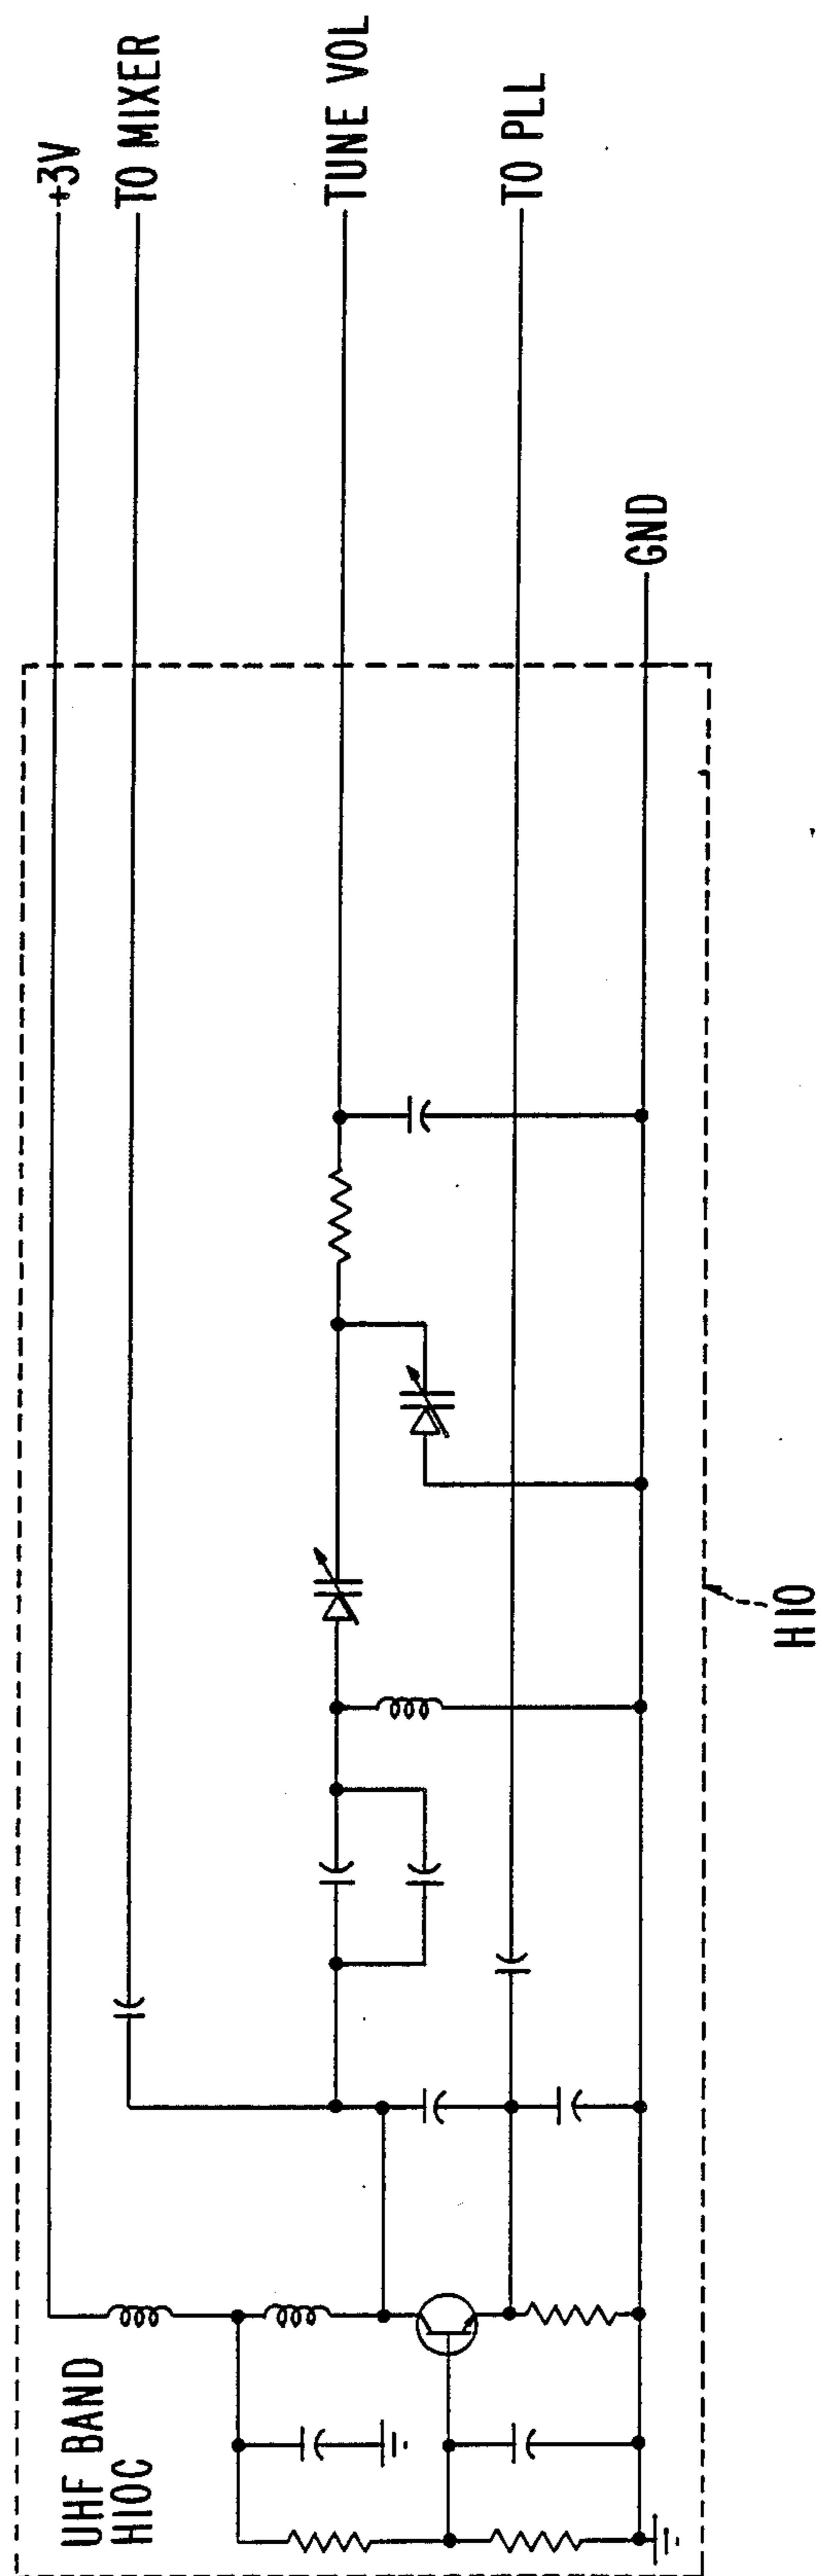 UHF BAND
H10C
+3V
TO MIXER
TUNE VOL
TO PLL
GND
H10